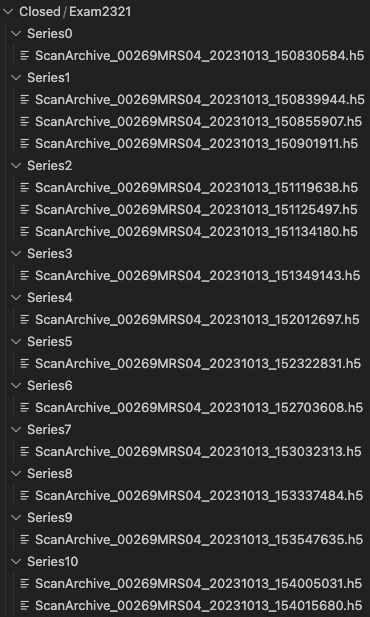 Closed / Exam2321
Series0
ScanArchive_00269MRS04_20231013_150830584.h5
Series1
ScanArchive_00269MRS04_20231013_150839944.h5
ScanArchive_00269MRS04_20231013_150855907.h5
ScanArchive_00269MRS04_20231013_150901911.h5
Series2
ScanArchive_00269MRS04_20231013_151119638.h5
ScanArchive_00269MRS04_20231013_151125497.h5
ScanArchive_00269MRS04_20231013_151134180.h5
Series3
ScanArchive_00269MRS04_20231013_151349143.h5
Series4
ScanArchive_00269MRS04_20231013_152012697.h5
Series5
ScanArchive_00269MRS04_20231013_152322831.h5
Series6
ScanArchive_00269MRS04_20231013_152703608.h5
Series7
ScanArchive_00269MRS04_20231013_153032313.h5
Series8
ScanArchive_00269MRS04_20231013_153337484.h5
Series9
ScanArchive_00269MRS04_20231013_153547635.h5
Series10
ScanArchive_00269MRS04_20231013_154005031.h5
ScanArchive_00269MRS04_20231013_154015680.h5